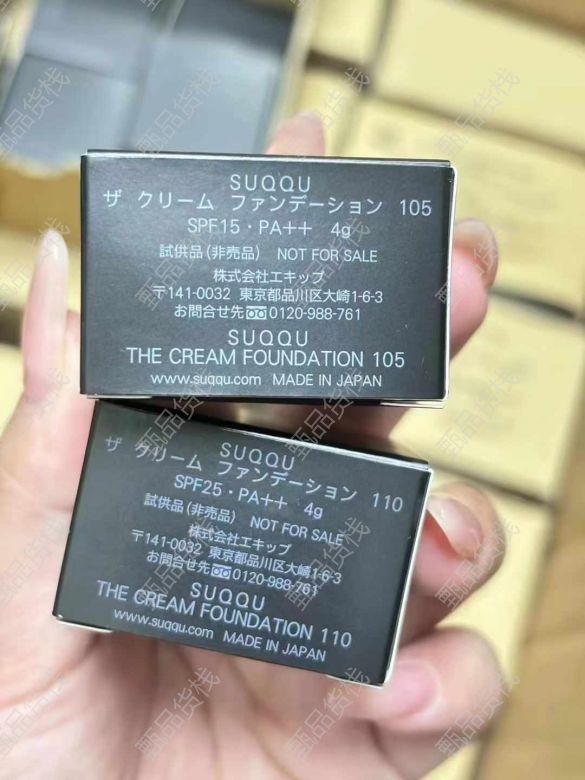 SUQQU
ザ クリーム ファンデーション 105
SPF15・PA++ 4g
試供品(非売品) NOT FOR SALE
株式会社エキップ
〒141-0032 東京都品川区大崎1-6-3
お問合せ先 0120-988-761
SUQQU
THE CREAM FOUNDATION 105
www.suqqu.com MADE IN JAPAN
SUQQU
ザ クリーム ファンデーション 110
SPF25・PA++ 4g
試供品(非売品) NOT FOR SALE
株式会社エキップ
〒141-0032 東京都品川区大崎1-6-3
お問合せ先 0120-988-761
SUQQU
THE CREAM FOUNDATION 110
www.suqqu.com MADE IN JAPAN
甄品货栈